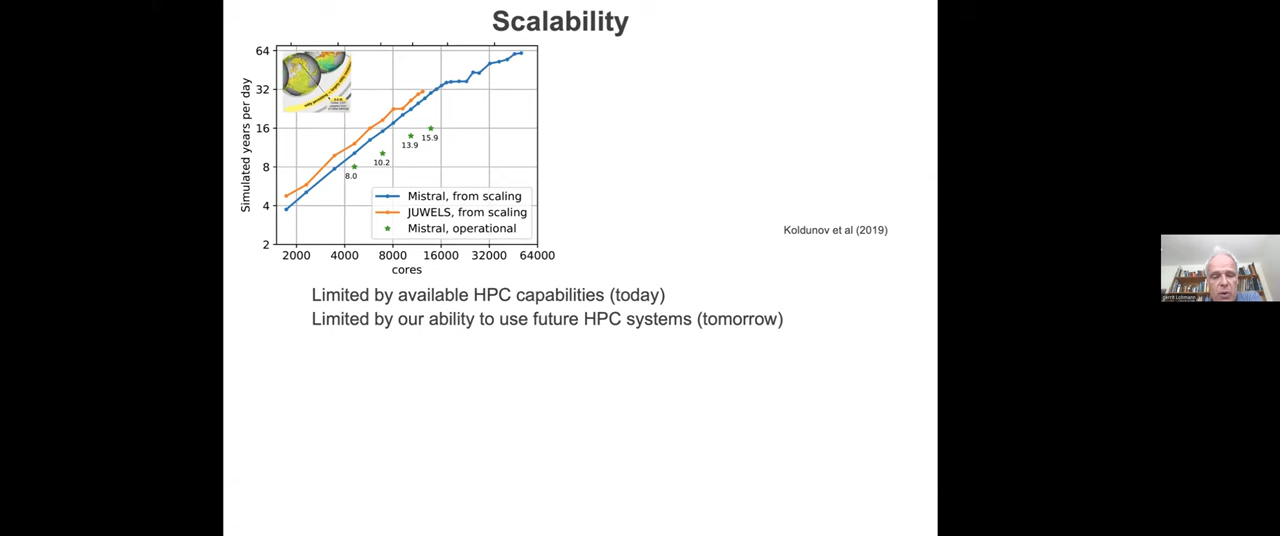 Scalability
64
32
16
8
4
2
Simulated years per day
8.0
10.2
13.9
15.9
Mistral, from scaling
JUWELS, from scaling
Mistral, operational
2000 4000 8000 16000 32000 64000
cores
Koldunov et al (2019)
Limited by available HPC capabilities (today)
Limited by our ability to use future HPC systems (tomorrow)